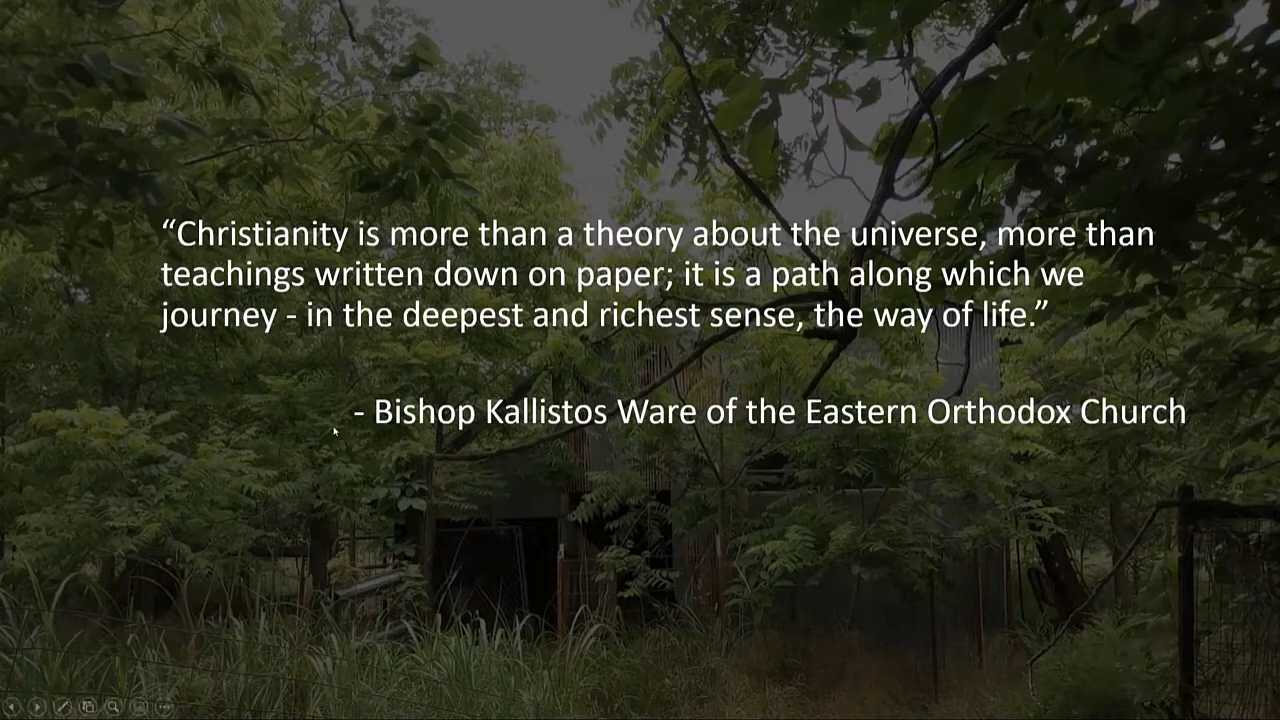 “Christianity is more than a theory about the universe, more than
teachings written down on paper; it is a path along which we
journey - in the deepest and richest sense, the way of life.”
- Bishop Kallistos Ware of the Eastern Orthodox Church